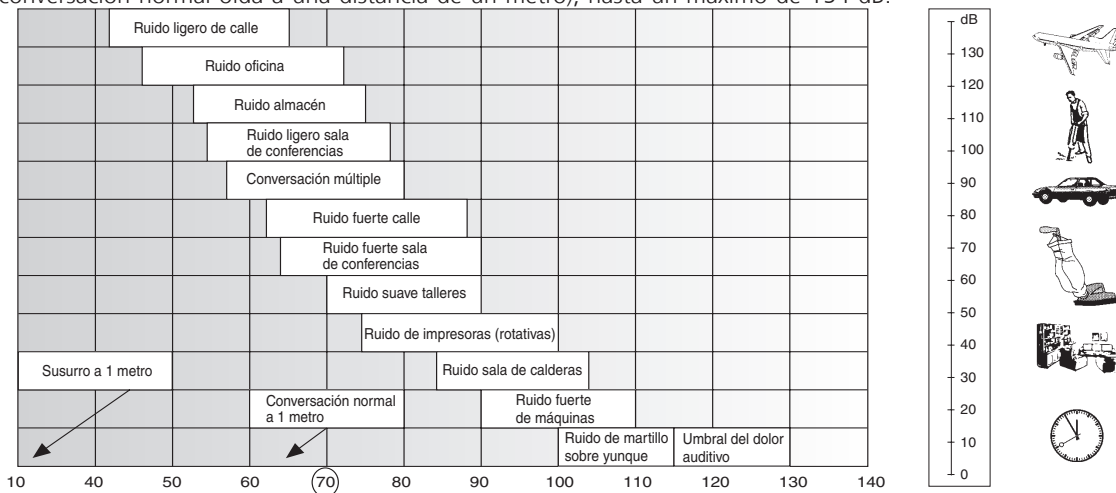 conversación normal oída a una distancia de un metro), hasta un máximo de 194 dB.
Ruido ligero de calle
Ruido oficina
Ruido almacén
Ruido ligero sala
de conferencias
Conversación múltiple
Ruido fuerte calle
Ruido fuerte sala
de conferencias
Ruido suave talleres
Ruido de impresoras (rotativas)
Susurro a 1 metro
Ruido sala de calderas
Conversación normal
a 1 metro
Ruido fuerte
de máquinas
Ruido de martillo
sobre yunque
Umbral del dolor
auditivo
10 40 50 60 70 80 90 100 110 120 130 140
dB
130
120
110
100
90
80
70
60
50
40
30
20
10
0